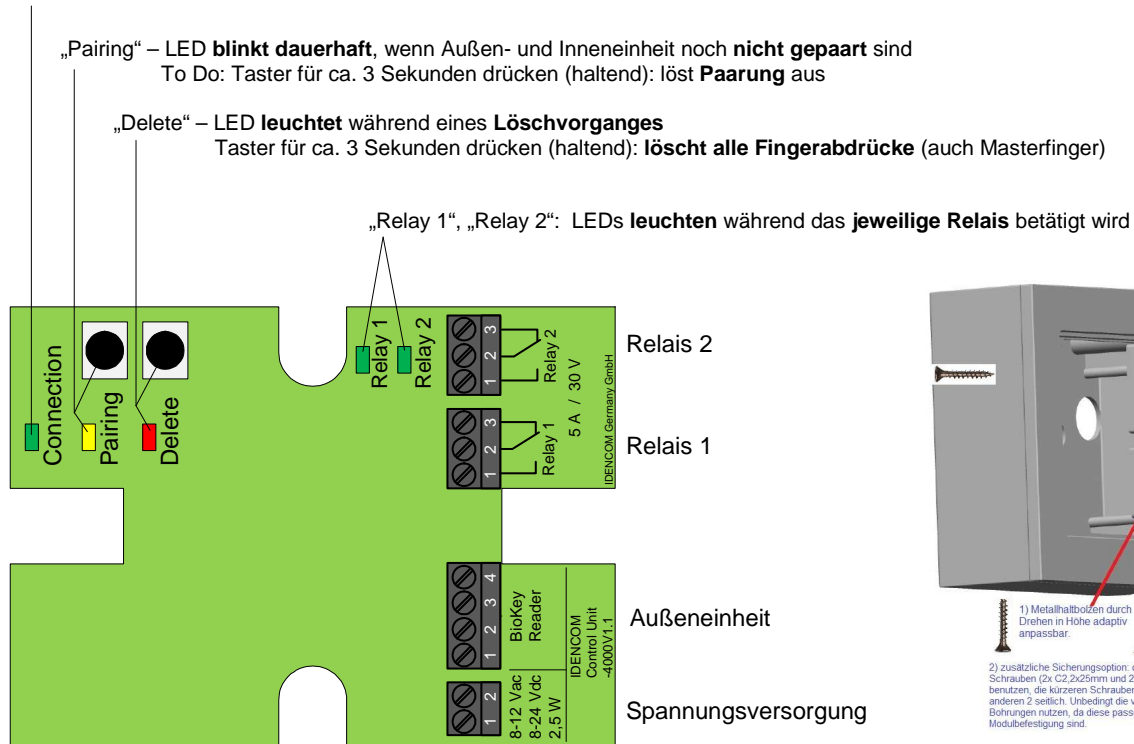 „Pairing“ – LED blinkt dauerhaft, wenn Außen- und Inneneinheit noch nicht gepaart sind
To Do: Taster für ca. 3 Sekunden drücken (haltend): löst Paarung aus
„Delete“ – LED leuchtet während eines Löschvorganges
Taster für ca. 3 Sekunden drücken (haltend): löscht alle Fingerabdrücke (auch Masterfinger)
„Relay 1“, „Relay 2“: LEDs leuchten während das jeweilige Relais betätigt wird
Connection
Pairing
Delete
Relay 1
Relay 2
1 2 3
Relay 2
Relais 2
1 2 3
Relay 1
Relais 1
5 A / 30 V
IDENCOM Germany GmbH
1 2 3 4
BioKey
Reader
Außeneinheit
1 2
8-12 Vac
8-24 Vdc
2,5 W
IDENCOM
Control Unit
-4000V1.1
Spannungsversorgung
1) Metallhaltbolzen durch
Drehen in Höhe adaptiv
anpassbar.
2) zusätzliche Sicherungsoption:
Schrauben (2x C2,2x25mm und 2
benutzen, die kürzeren Schrauben
anderen 2 seitlich. Unbedingt die
Bohrungen nutzen, da diese
Modulbefestigung sind.